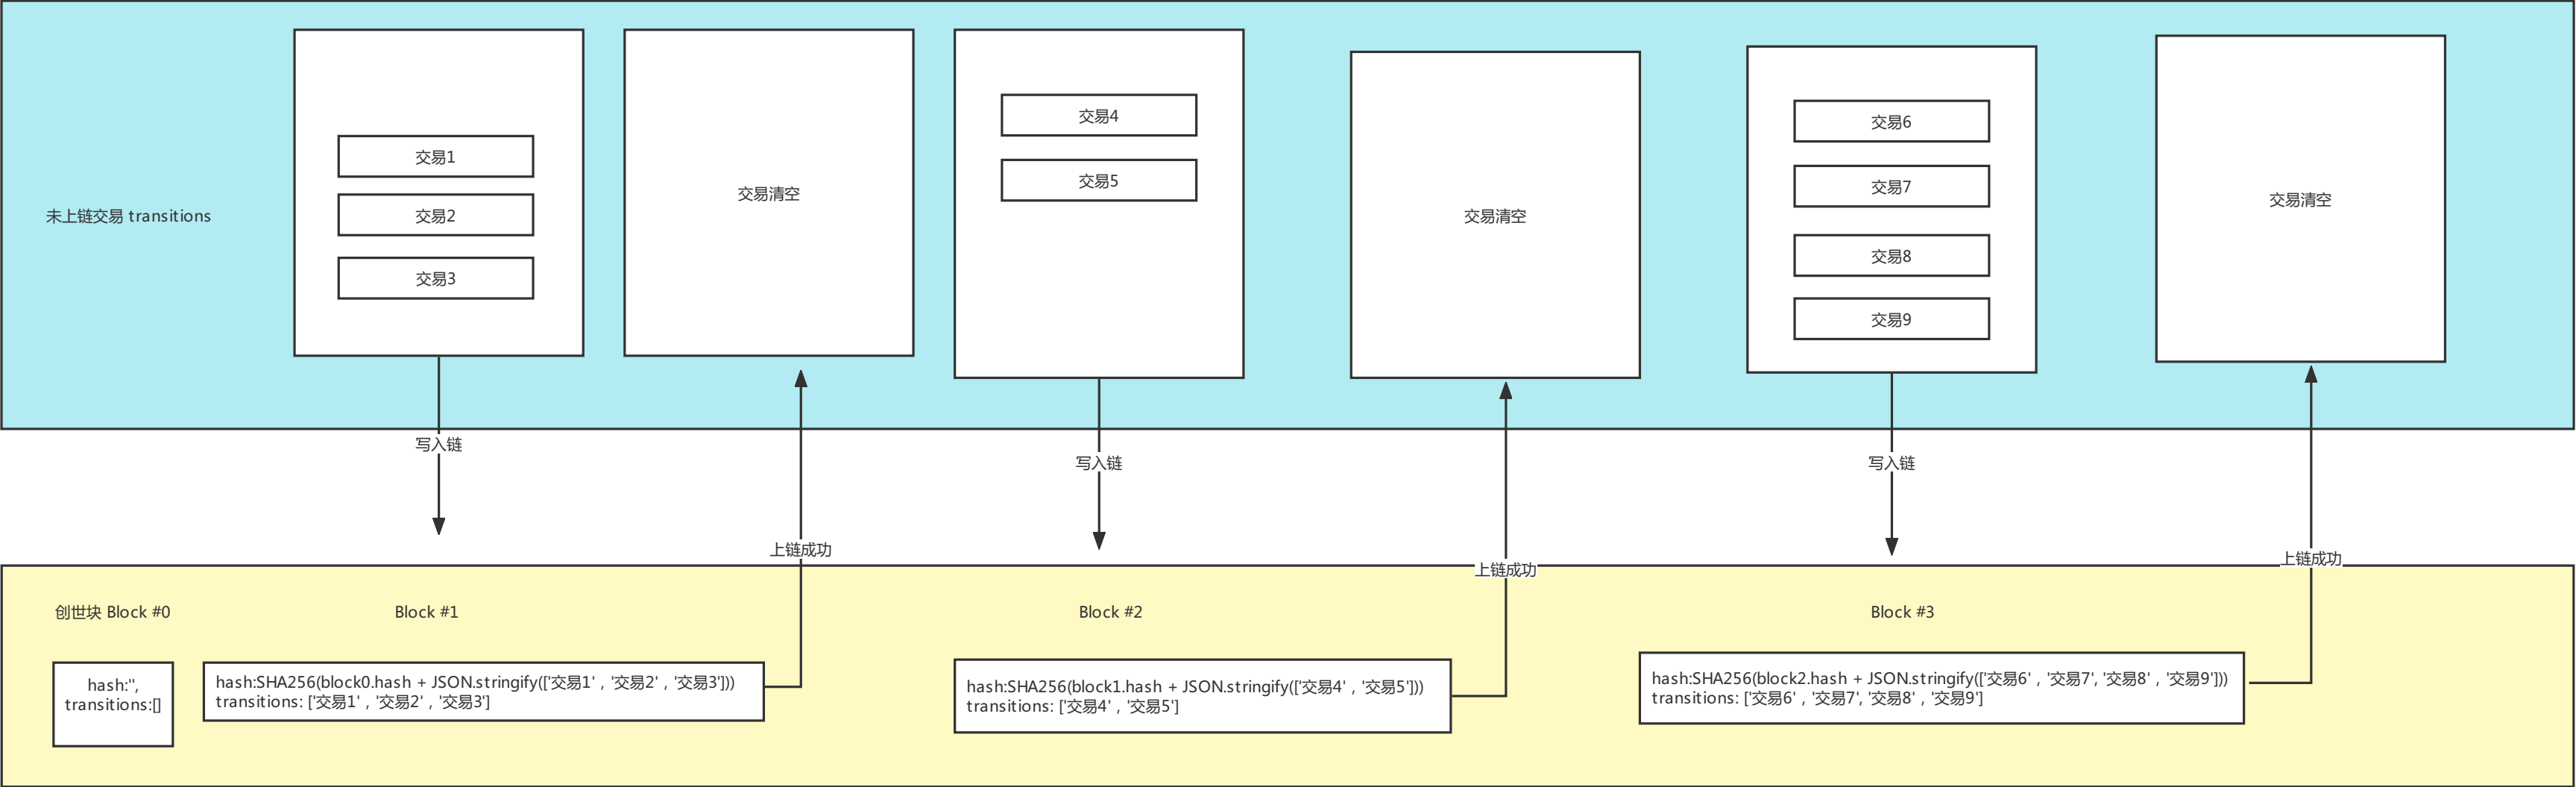 未上链交易 transitions
交易1
交易2
交易3
交易清空
交易4
交易5
交易清空
交易6
交易7
交易8
交易9
交易清空
写入链
上链成功
写入链
上链成功
写入链
上链成功
创世块 Block #0
hash:'',
transitions:[]
Block #1
hash:SHA256(block0.hash + JSON.stringify(['交易1' , '交易2' , '交易3']))
transitions: ['交易1' , '交易2' , '交易3']
Block #2
hash:SHA256(block1.hash + JSON.stringify(['交易4' , '交易5']))
transitions: ['交易4' , '交易5']
Block #3
hash:SHA256(block2.hash + JSON.stringify(['交易6' , '交易7', '交易8' , '交易9']))
transitions: ['交易6' , '交易7', '交易8' , '交易9']